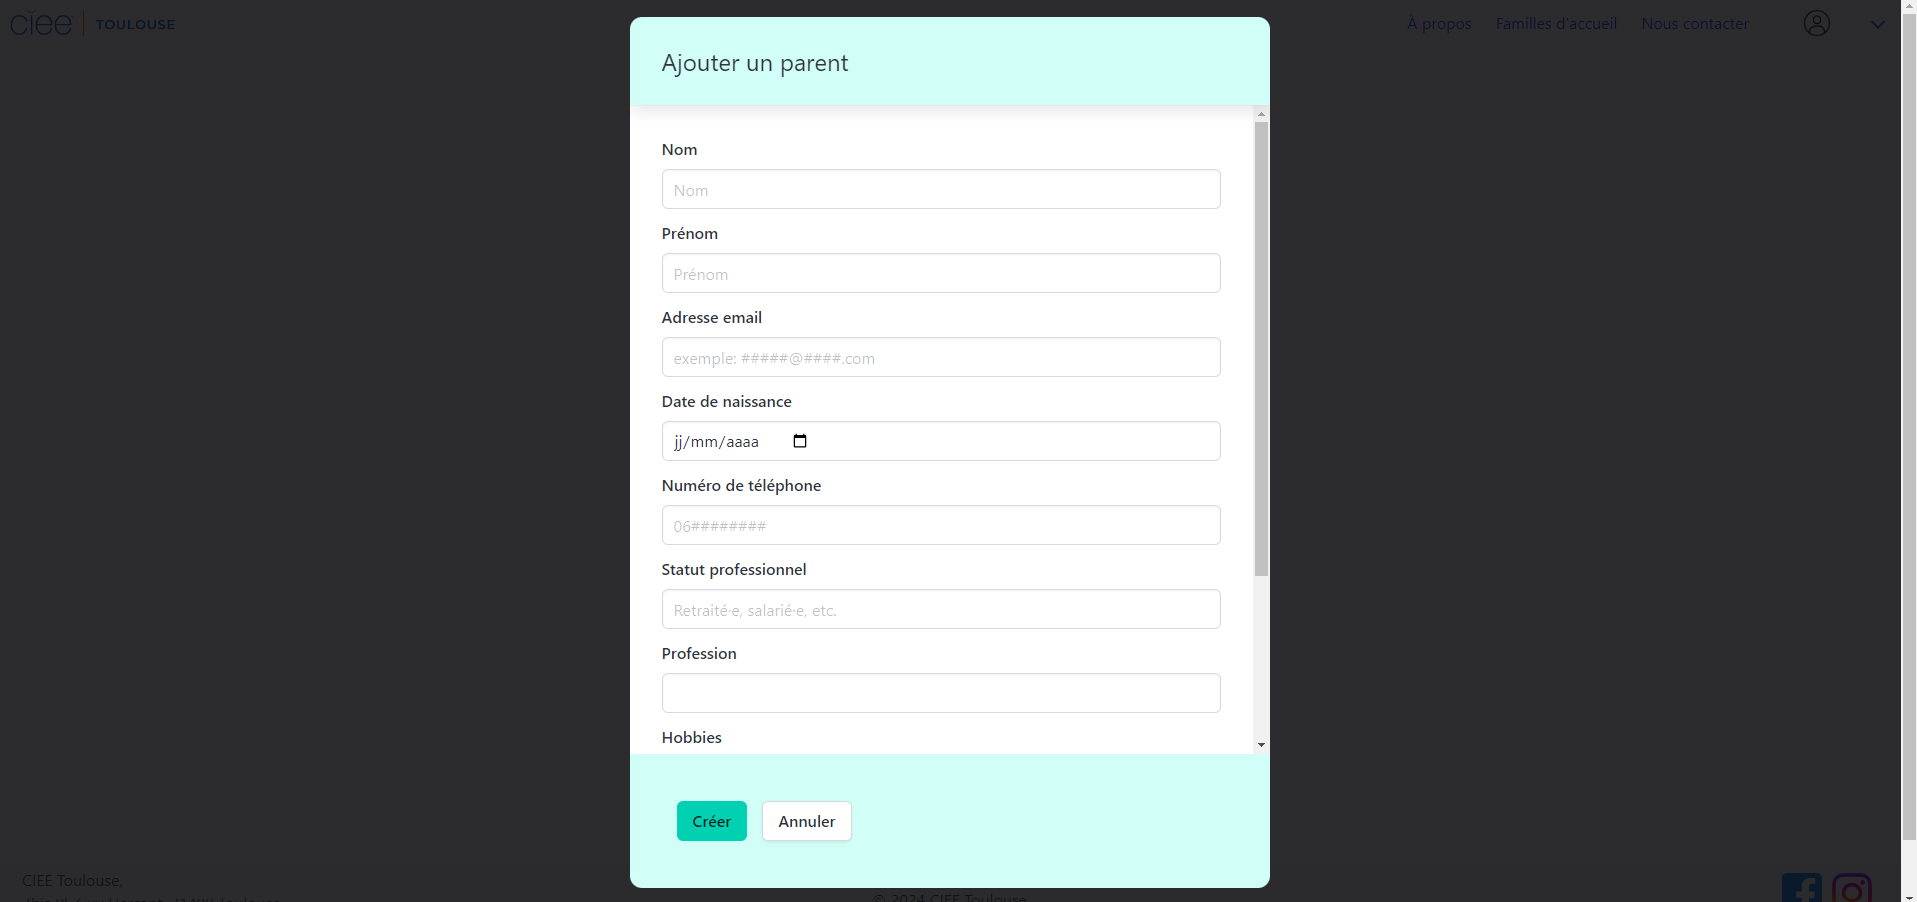 ciee TOULOUSE
À propos
Familles d'accueil
Nous contacter
Ajouter un parent
Nom
Nom
Prénom
Prénom
Adresse email
exemple: #####@####.com
Date de naissance
jj/mm/aaaa
Numéro de téléphone
06########
Statut professionnel
Retraité·e, salarié·e, etc.
Profession
Hobbies
Créer
Annuler
CIEE Toulouse,
© 2024 CIEE Toulouse